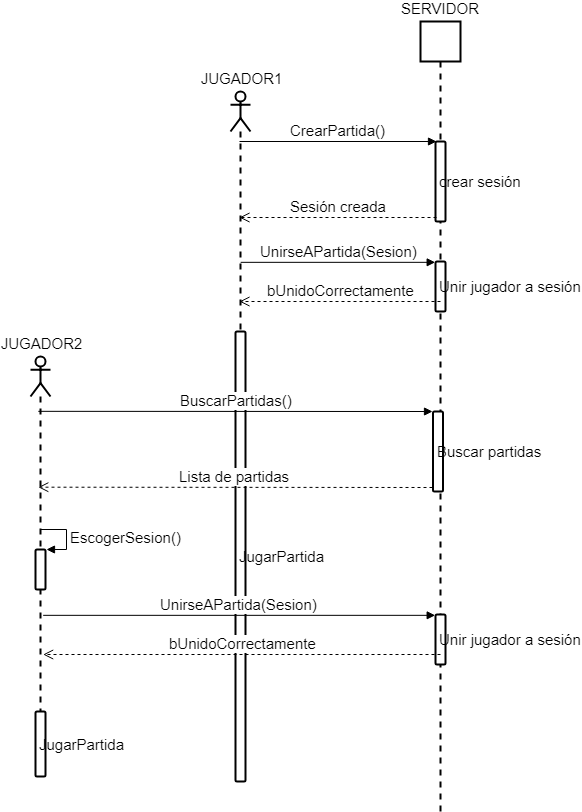 SERVIDOR
JUGADOR1
CrearPartida()
crear sesión
Sesión creada
UnirseAPartida(Sesion)
bUnidoCorrectamente
Unir jugador a sesión
JUGADOR2
BuscarPartidas()
Buscar partidas
Lista de partidas
EscogerSesion()
JugarPartida
UnirseAPartida(Sesion)
bUnidoCorrectamente
Unir jugador a sesión
JugarPartida